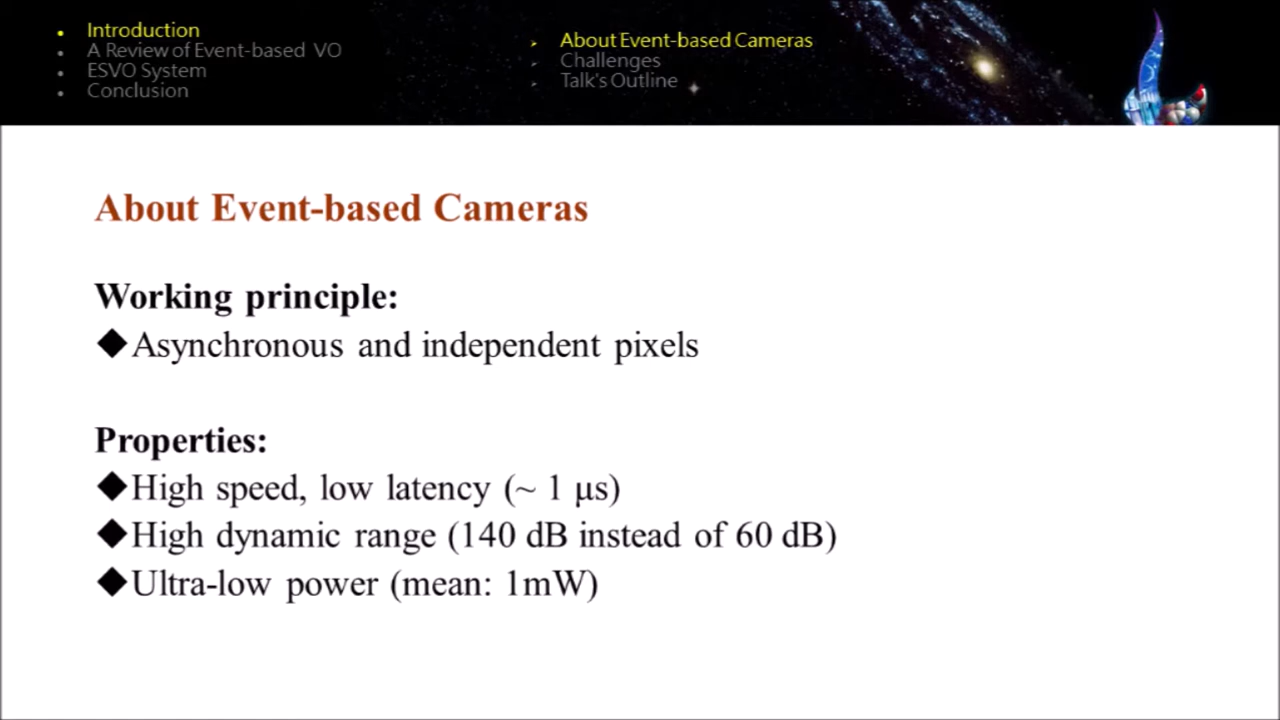 Introduction
A Review of Event-based VO
ESVO System
Conclusion
About Event-based Cameras
Challenges
Talk's Outline
About Event-based Cameras
Working principle:
◆Asynchronous and independent pixels
Properties:
◆High speed, low latency (~ 1 μs)
◆High dynamic range (140 dB instead of 60 dB)
◆Ultra-low power (mean: 1mW)